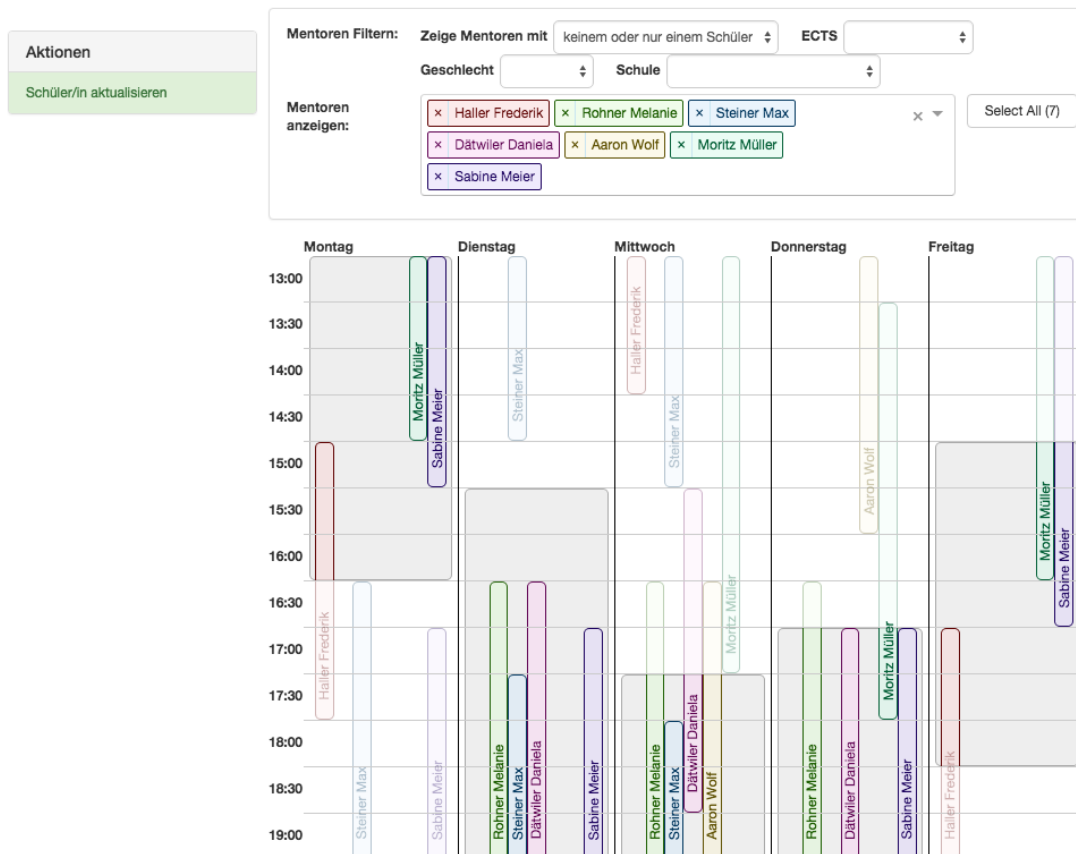 Aktionen
Schüler/in aktualisieren
Mentoren Filtern: Zeige Mentoren mit keinem oder nur einem Schüler ECTS
Geschlecht Schule
Mentoren anzeigen:
× Haller Frederik × Rohner Melanie × Steiner Max
× Dätwiler Daniela × Aaron Wolf × Moritz Müller
× Sabine Meier
× Select All (7)
Montag Dienstag Mittwoch Donnerstag Freitag
13:00
13:30
14:00
14:30
15:00
15:30
16:00
16:30
17:00
17:30
18:00
18:30
19:00
Haller Frederik
Steiner Max
Moritz Müller
Sabine Meier
Sabine Meier
Steiner Max
Rohner Melanie
Steiner Max
Dätwiler Daniela
Sabine Meier
Haller Frederik
Steiner Max
Rohner Melanie
Steiner Max
Dätwiler Daniela
Aaron Wolf
Moritz Müller
Rohner Melanie
Dätwiler Daniela
Aaron Wolf
Moritz Müller
Sabine Meier
Haller Frederik
Moritz Müller
Sabine Meier